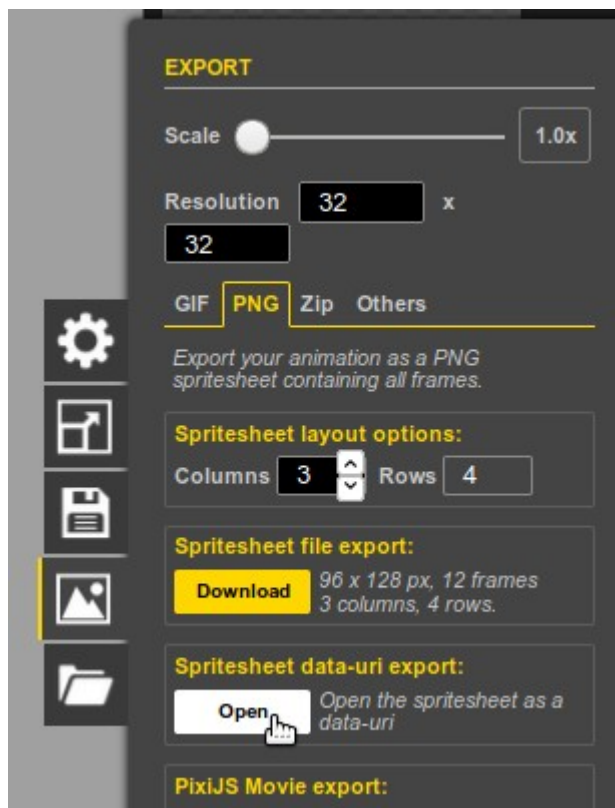 EXPORT
Scale 1.0x
Resolution 32 x
32
GIF PNG Zip Others
Export your animation as a PNG
spritesheet containing all frames.
Spritesheet layout options:
Columns 3 Rows 4
Spritesheet file export:
Download 96 x 128 px, 12 frames
3 columns, 4 rows.
Spritesheet data-uri export:
Open Open the spritesheet as a
data-uri
PixiJS Movie export: